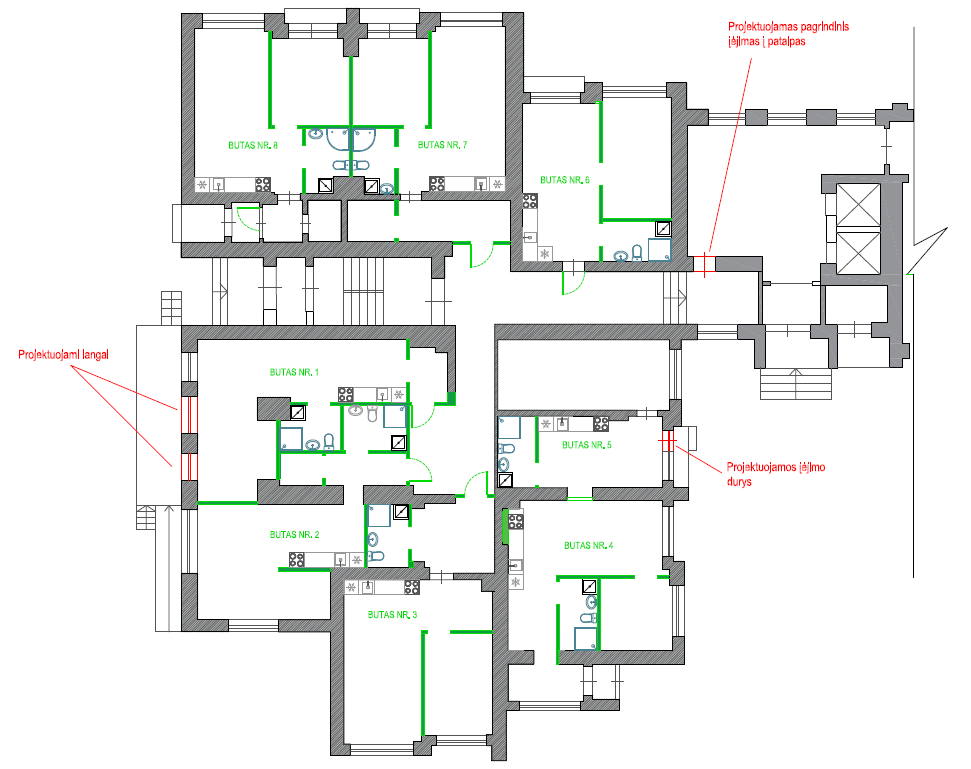 Projektuojamas pagrindinis
įėjimas į patalpas
BUTAS NR. 8
BUTAS NR. 7
BUTAS NR. 6
Projektuojami langai
BUTAS NR. 1
BUTAS NR. 5
Projektuojamos įėjimo
durys
BUTAS NR. 2
BUTAS NR. 4
BUTAS NR. 3